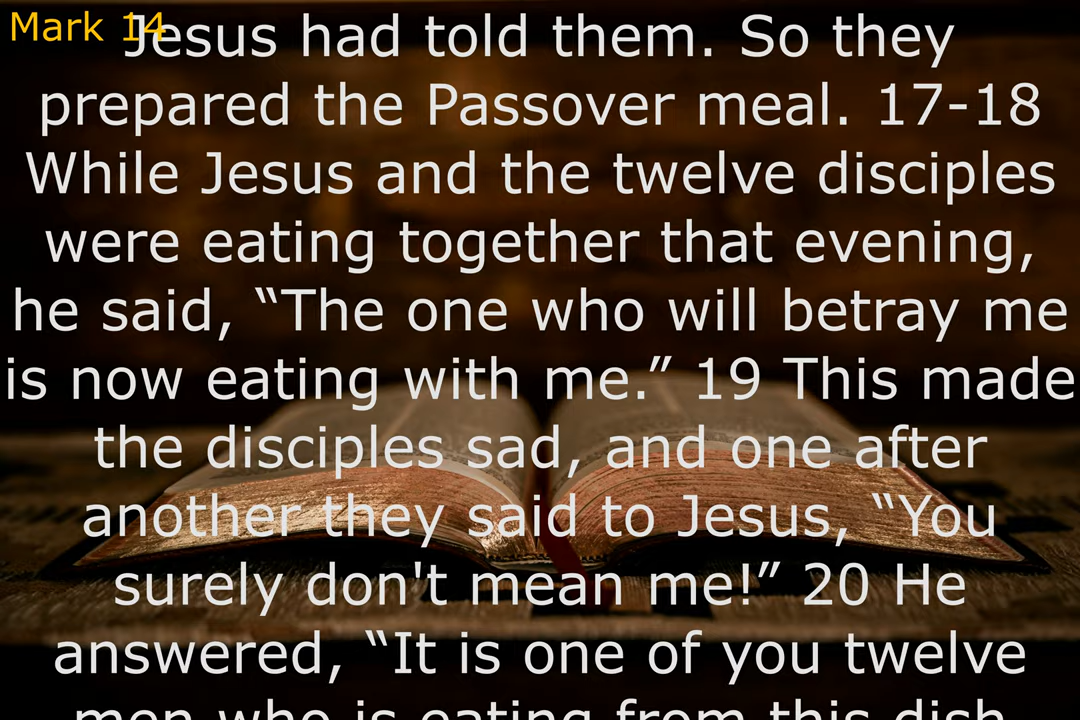 Mark 14
Jesus had told them. So they
prepared the Passover meal. 17-18
While Jesus and the twelve disciples
were eating together that evening,
he said, “The one who will betray me
is now eating with me.” 19 This made
the disciples sad, and one after
another they said to Jesus, “You
surely don't mean me!” 20 He
answered, “It is one of you twelve
men who is eating from this dish